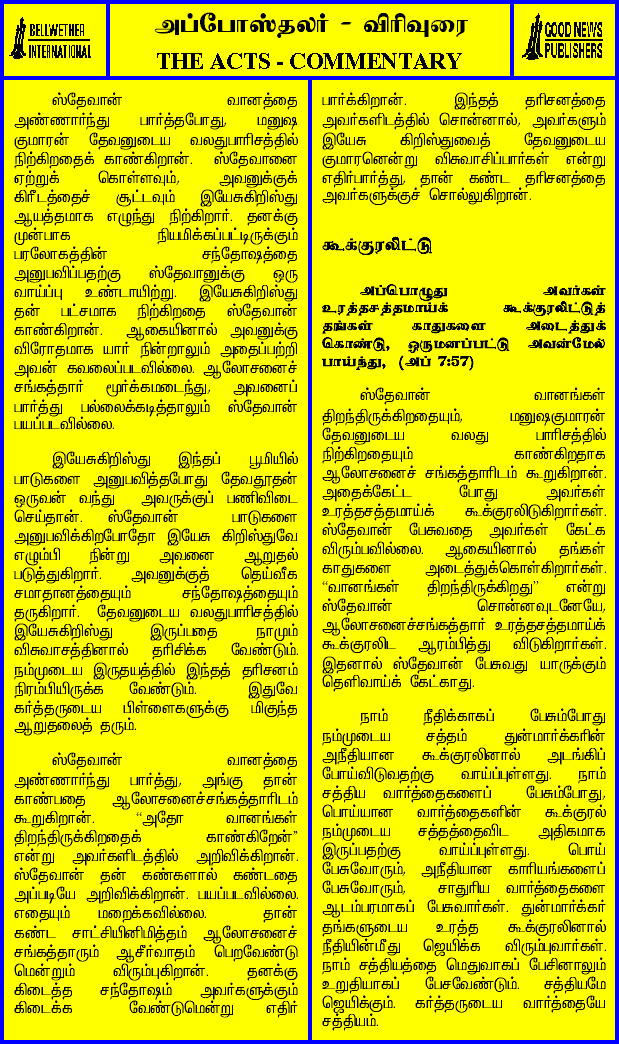 BELLWETHER
INTERNATIONAL
அப்போஸ்தலர் - விரிவுரை
THE ACTS - COMMENTARY
GOOD NEWS
PUBLISHERS
ஸ்தேவான் வானத்தை
அண்ணார்ந்து பார்த்தபோது, மனுஷ
குமாரன் தேவனுடைய வலதுபாரிசத்தில்
நிற்கிறதைக் காண்கிறான். ஸ்தேவானை
ஏற்றுக் கொள்ளவும், அவனுக்குக்
கிரீடத்தைச் சூட்டவும் இயேசுகிறிஸ்து
ஆயத்தமாக எழுந்து நிற்கிறார். தனக்கு
முன்பாக நியமிக்கப்பட்டிருக்கும்
பரலோகத்தின் சந்தோஷத்தை
அனுபவிப்பதற்கு ஸ்தேவானுக்கு ஒரு
வாய்ப்பு உண்டாயிற்று. இயேசுகிறிஸ்து
தன் பட்சமாக நிற்கிறதை ஸ்தேவான்
காண்கிறான். ஆகையினால் அவனுக்கு
விரோதமாக யார் நின்றாலும் அதைப்பற்றி
அவன் கவலைப்படவில்லை. ஆலோசனைச்
சங்கத்தார் மூர்க்கமடைந்து, அவனைப்
பார்த்து பல்லைக்கடித்தாலும் ஸ்தேவான்
பயப்படவில்லை.
இயேசுகிறிஸ்து இந்தப் பூமியில்
பாடுகளை அனுபவித்தபோது தேவதூதன்
ஒருவன் வந்து அவருக்குப் பணிவிடை
செய்தான். ஸ்தேவான் பாடுகளை
அனுபவிக்கிறபோதோ இயேசு கிறிஸ்துவே
எழும்பி நின்று அவனை ஆறுதல்
படுத்துகிறார். அவனுக்குத் தெய்வீக
சமாதானத்தையும் சந்தோஷத்தையும்
தருகிறார். தேவனுடைய வலதுபாரிசத்தில்
இயேசுகிறிஸ்து இருப்பதை நாமும்
விசுவாசத்தினால் தரிசிக்க வேண்டும்.
நம்முடைய இருதயத்தில் இந்தத் தரிசனம்
நிரம்பியிருக்க வேண்டும். இதுவே
கர்த்தருடைய பிள்ளைகளுக்கு மிகுந்த
ஆறுதலைத் தரும்.
ஸ்தேவான் வானத்தை
அண்ணார்ந்து பார்த்து, அங்கு தான்
காண்பதை ஆலோசனைச்சங்கத்தாரிடம்
கூறுகிறான். “அதோ வானங்கள்
திறந்திருக்கிறதைக் காண்கிறேன்”
என்று அவர்களிடத்தில் அறிவிக்கிறான்.
ஸ்தேவான் தன் கண்களால் கண்டதை
அப்படியே அறிவிக்கிறான். பயப்படவில்லை.
எதையும் மறைக்கவில்லை. தான்
கண்ட சாட்சியினிமித்தம் ஆலோசனைச்
சங்கத்தாரும் ஆசீர்வாதம் பெறவேண்டு
மென்றும் விரும்புகிறான். தனக்கு
கிடைத்த சந்தோஷம் அவர்களுக்கும்
கிடைக்க வேண்டுமென்று எதிர்
பார்க்கிறான். இந்தத் தரிசனத்தை
அவர்களிடத்தில் சொன்னால், அவர்களும்
இயேசு கிறிஸ்துவைத் தேவனுடைய
குமாரனென்று விசுவாசிப்பார்கள் என்று
எதிர்பார்த்து, தான் கண்ட தரிசனத்தை
அவர்களுக்குச் சொல்லுகிறான்.
கூக்குரலிட்டு
அப்பொழுது அவர்கள்
உரத்தசத்தமாய்க் கூக்குரலிட்டுத்
தங்கள் காதுகளை அடைத்துக்
கொண்டு, ஒருமனப்பட்டு அவன்மேல்
பாய்ந்து, (அப் 7:57)
ஸ்தேவான் வானங்கள்
திறந்திருக்கிறதையும், மனுஷகுமாரன்
தேவனுடைய வலது பாரிசத்தில்
நிற்கிறதையும் காண்கிறதாக
ஆலோசனைச் சங்கத்தாரிடம் கூறுகிறான்.
அதைக்கேட்ட போது அவர்கள்
உரத்தசத்தமாய்க் கூக்குரலிடுகிறார்கள்.
ஸ்தேவான் பேசுவதை அவர்கள் கேட்க
விரும்பவில்லை. ஆகையினால் தங்கள்
காதுகளை அடைத்துக்கொள்கிறார்கள்.
“வானங்கள் திறந்திருக்கிறது” என்று
ஸ்தேவான் சொன்னவுடனேயே,
ஆலோசனைச்சங்கத்தார் உரத்தசத்தமாய்க்
கூக்குரலிட ஆரம்பித்து விடுகிறார்கள்.
இதனால் ஸ்தேவான் பேசுவது யாருக்கும்
தெளிவாய்க் கேட்காது.
நாம் நீதிக்காகப் பேசும்போது
நம்முடைய சத்தம் துன்மார்க்கரின்
அநீதியான கூக்குரலினால் அடங்கிப்
போய்விடுவதற்கு வாய்ப்புள்ளது. நாம்
சத்திய வார்த்தைகளைப் பேசும்போது,
பொய்யான வார்த்தைகளின் கூக்குரல்
நம்முடைய சத்தத்தைவிட அதிகமாக
இருப்பதற்கு வாய்ப்புள்ளது. பொய்
பேசுவோரும், அநீதியான காரியங்களைப்
பேசுவோரும், சாதுரிய வார்த்தைகளை
ஆடம்பரமாகப் பேசுவார்கள். துன்மார்க்கர்
தங்களுடைய உரத்த கூக்குரலினால்
நீதியின்மீது ஜெயிக்க விரும்புவார்கள்.
நாம் சத்தியத்தை மெதுவாகப் பேசினாலும்
உறுதியாகப் பேசவேண்டும். சத்தியமே
ஜெயிக்கும். கர்த்தருடைய வார்த்தையே
சத்தியம்.